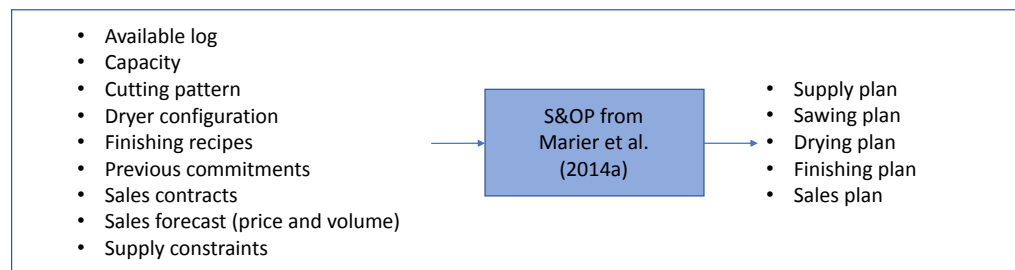 • Available log
• Capacity
• Cutting pattern
• Dryer configuration
• Finishing recipes
• Previous commitments
• Sales contracts
• Sales forecast (price and volume)
• Supply constraints
S&OP from
Marier et al.
(2014a)
• Supply plan
• Sawing plan
• Drying plan
• Finishing plan
• Sales plan